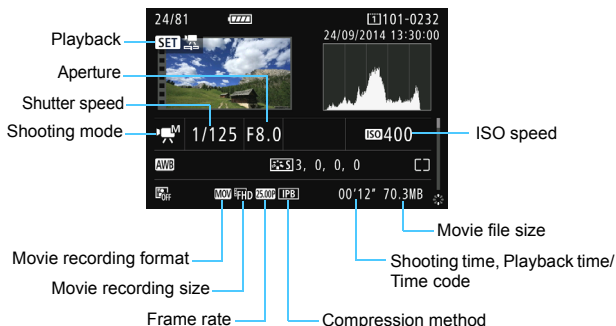 24/81
1 101-0232
24/09/2014 13:30:00
SET
Playback
Aperture
Shutter speed
Shooting mode
M 1/125 F8.0 ISO 400
ISO speed
AWB S 3, 0, 0, 0
OFF MOV FHD 25.00P IPB 00'12" 70.3MB
Movie file size
Movie recording format
Shooting time, Playback time/
Time code
Movie recording size
Frame rate
Compression method